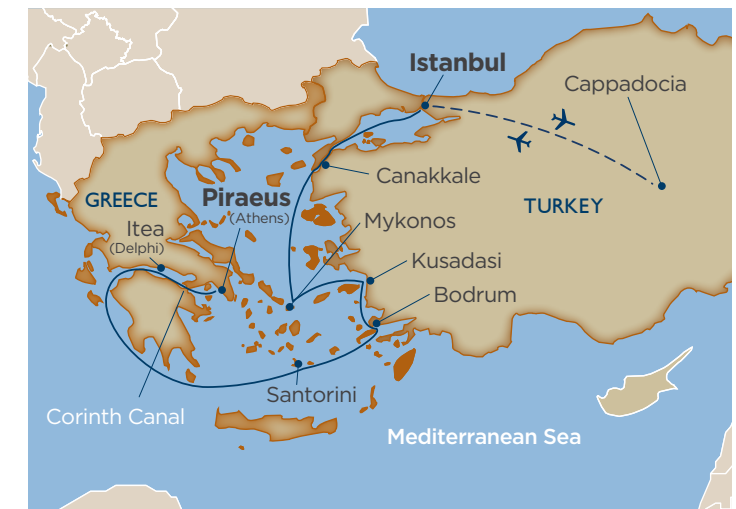 Istanbul
Cappadocia
Canakkale
GREECE
Piraeus
(Athens)
TURKEY
Itea
(Delphi)
Mykonos
Kusadasi
Bodrum
Santorini
Corinth Canal
Mediterranean Sea